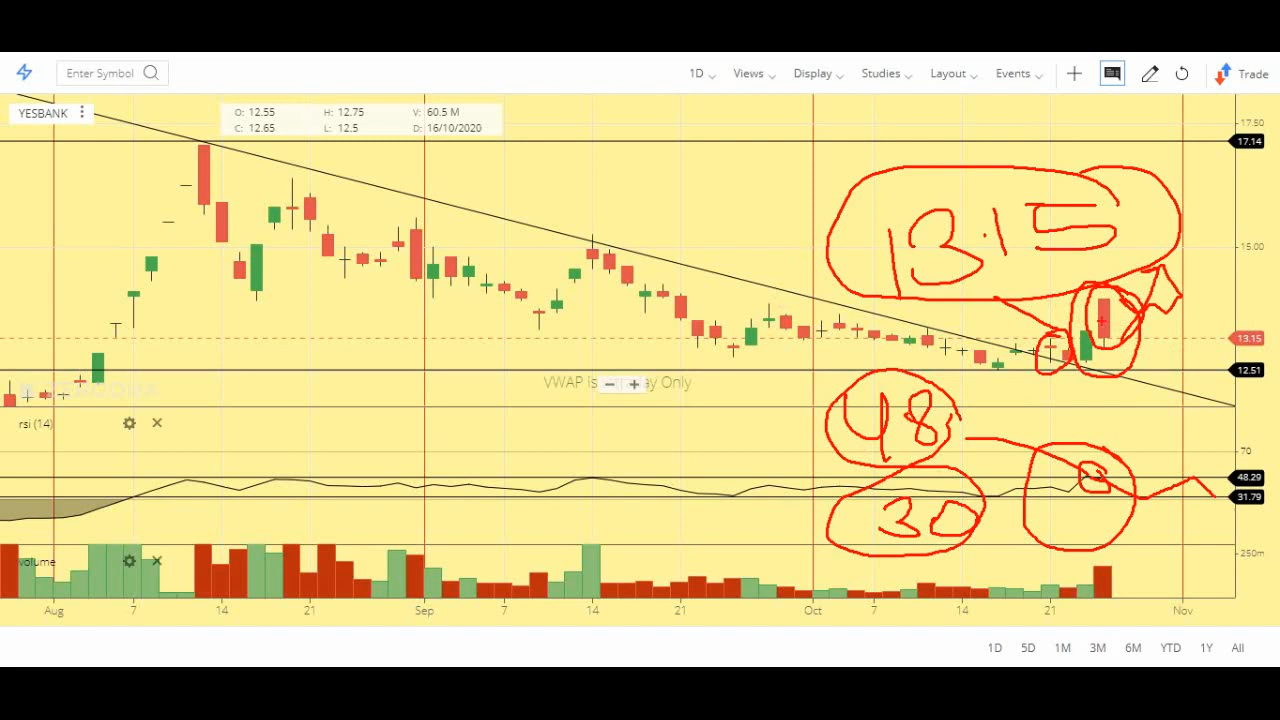 Enter Symbol 1D Views Display Studies Layout Events Trade
YESBANK
O: 12.55 H: 12.75 V: 60.5 M
C: 12.65 L: 12.5 D: 16/10/2020
17.50
17.14
15.00
13.15
13.15
12.51
VWAP is
ay Only
rsi (14)
48
70
48.29
31.79
30
volume
250m
Aug 7 14 21 Sep 7 14 21 Oct 7 14 21 Nov
1D 5D 1M 3M 6M YTD 1Y All